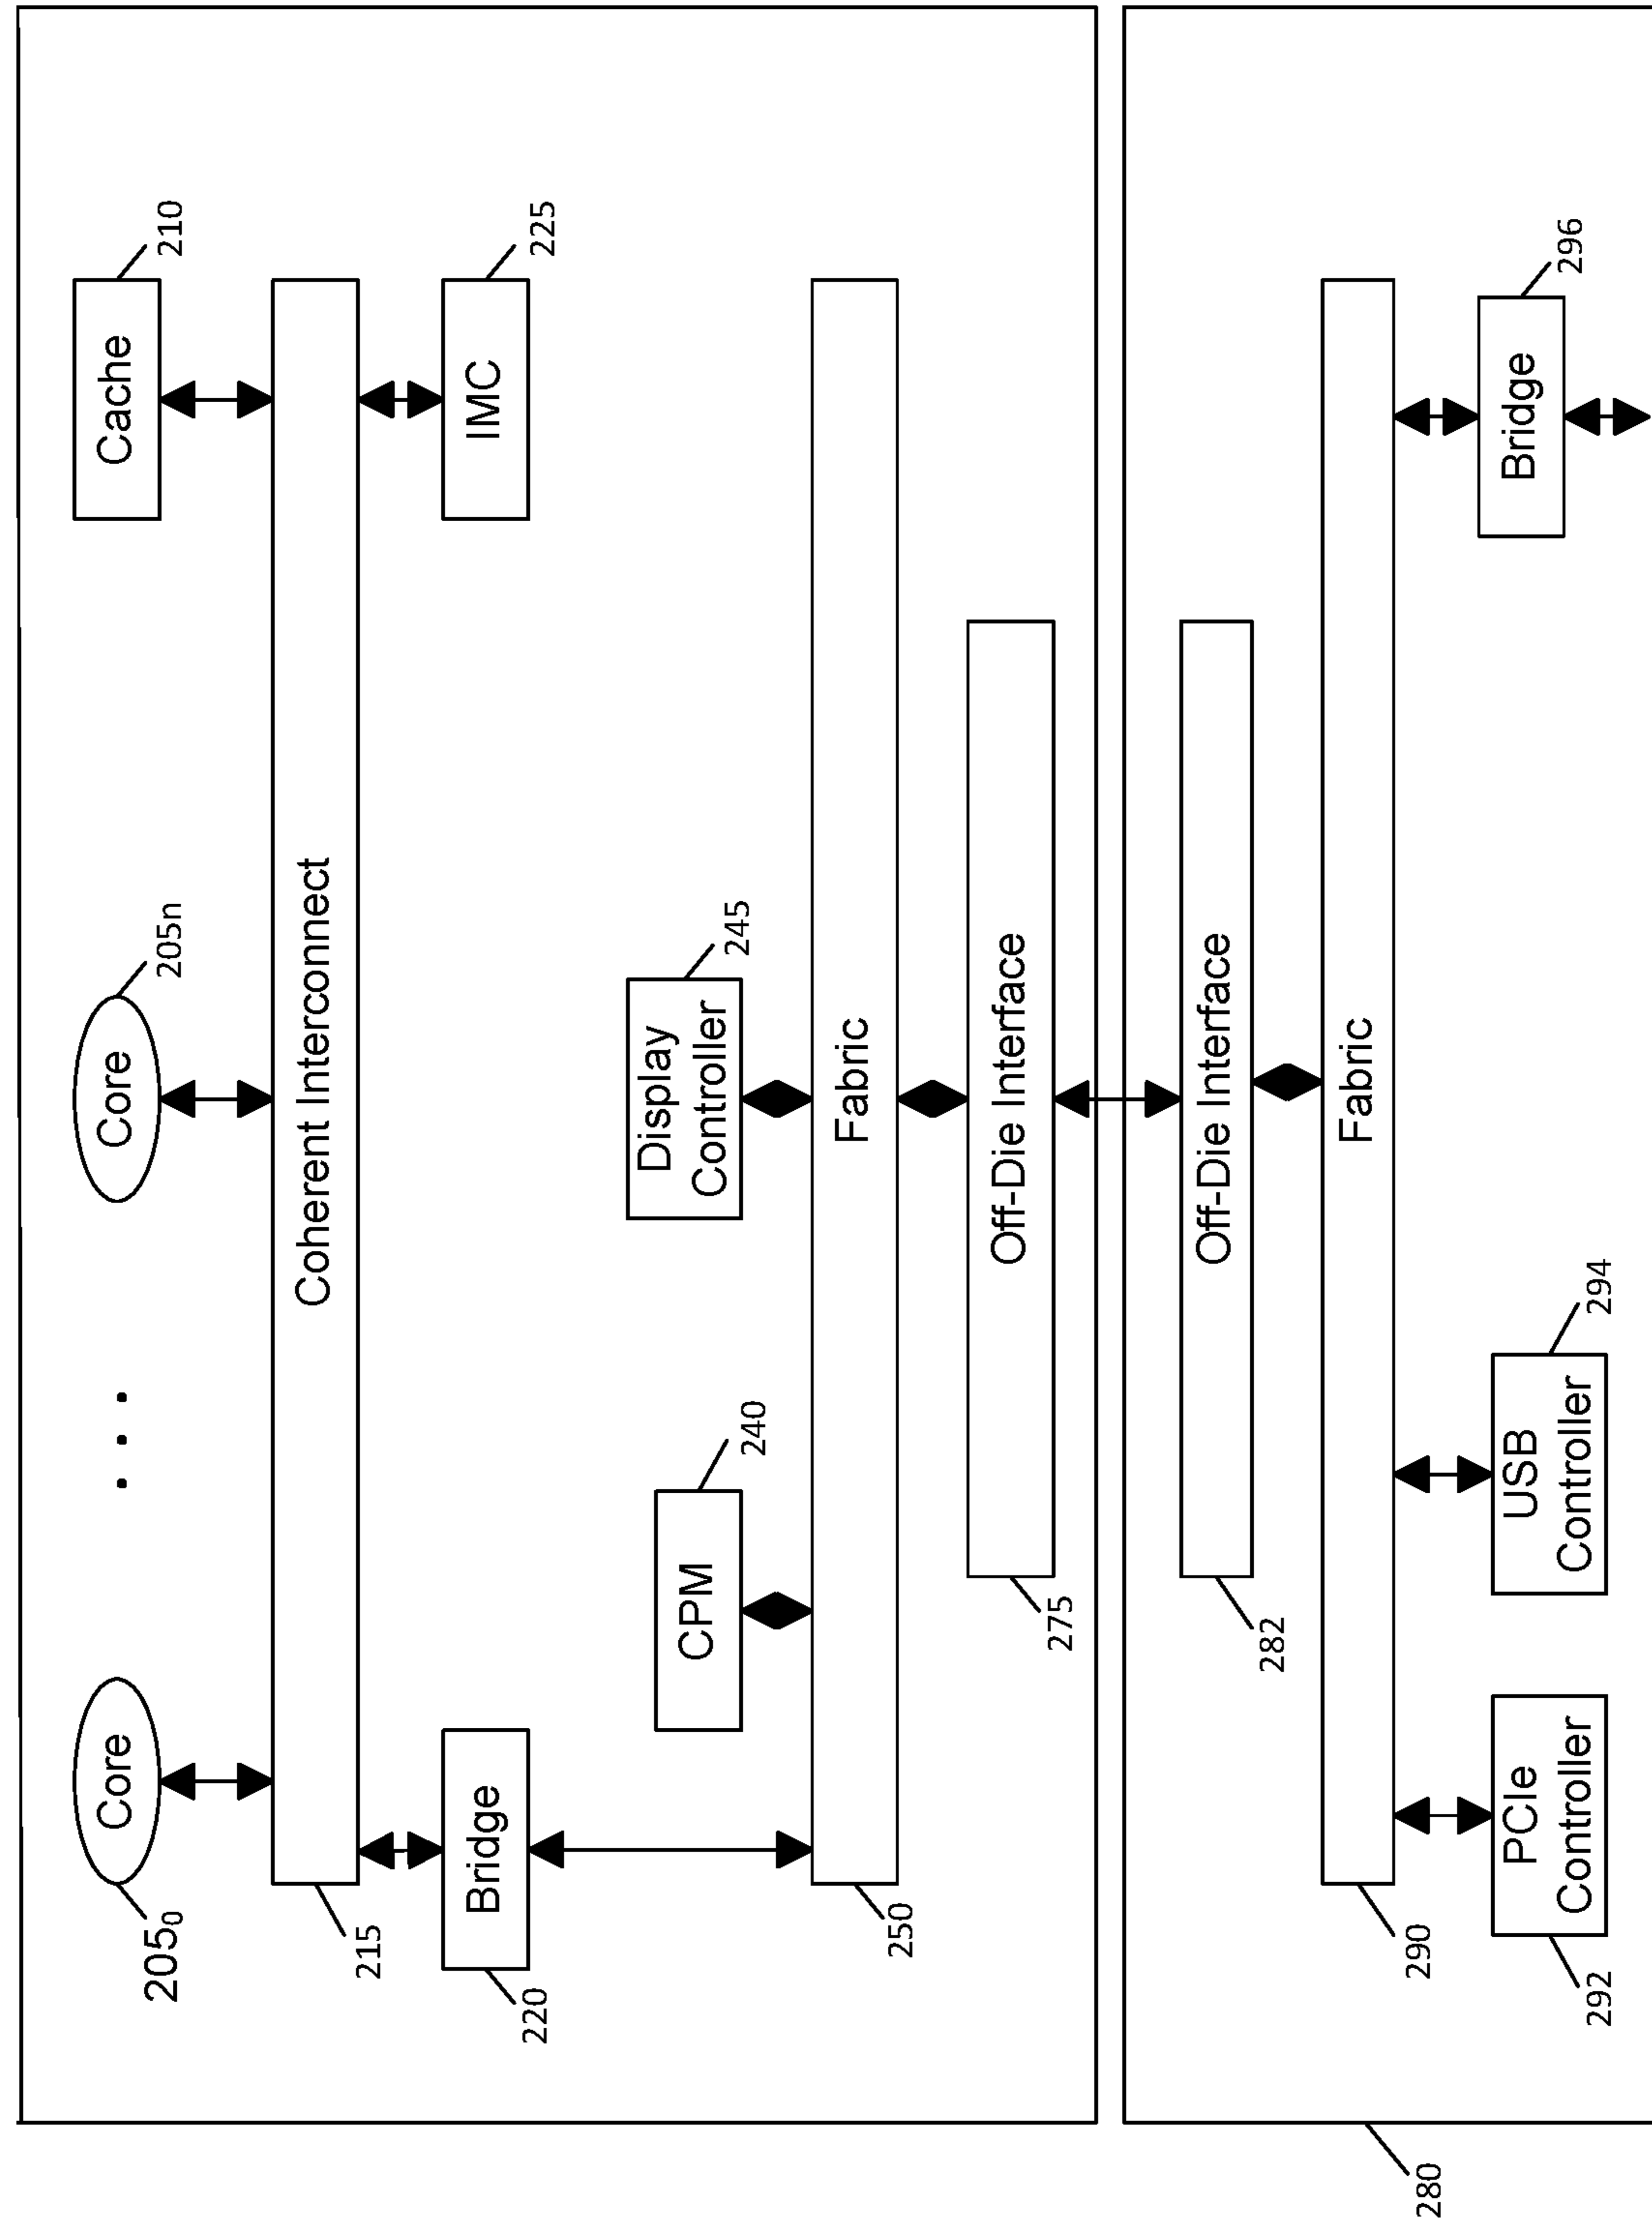 Core
205₀
. . .
Core
205n
Cache
210
Coherent Interconnect
215
Bridge
220
IMC
225
CPM
240
Display
Controller
245
Fabric
250
Off-Die Interface
275
Off-Die Interface
282
Fabric
290
280
PCIe
Controller
292
USB
Controller
294
Bridge
296